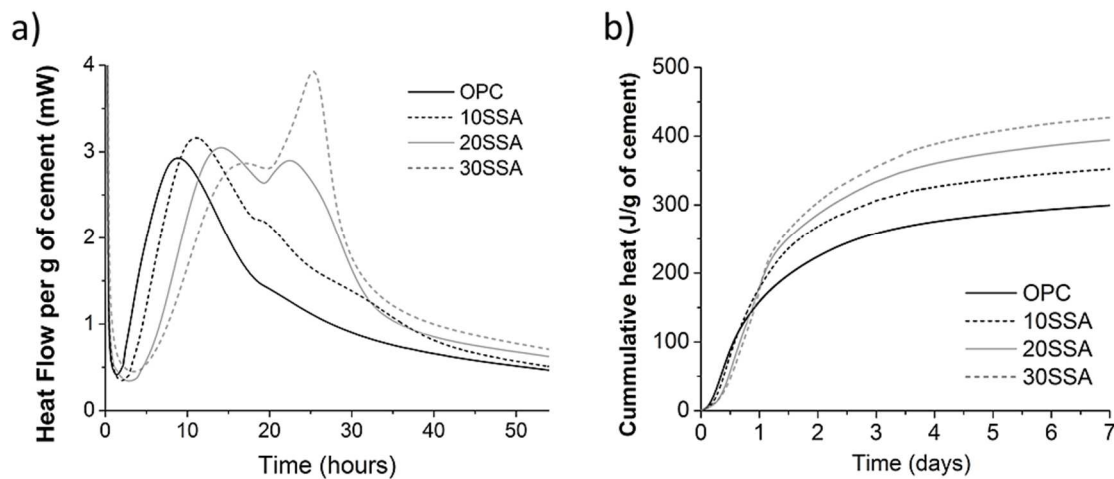 a)
Heat Flow per g of cement (mW)
4
3
2
1
0
0 10 20 30 40 50
Time (hours)
OPC
10SSA
20SSA
30SSA
b)
Cummulative heat (J/g of cement)
500
400
300
200
100
0
0 1 2 3 4 5 6 7
Time (days)
OPC
10SSA
20SSA
30SSA